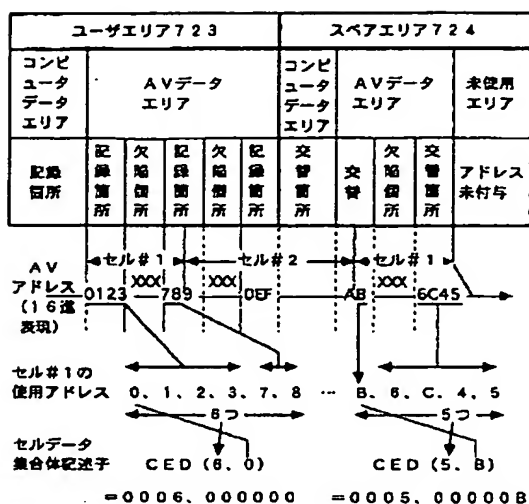 ユーザエリア723
スペアエリア724
コンピュータデータエリア
AVデータエリア
コンピュータデータエリア
AVデータエリア
未使用エリア
記録箇所
記録箇所
欠陥個所
記録箇所
欠陥個所
記録箇所
交替箇所
交替
欠陥個所
交替箇所
アドレス未付与
セル#1
セル#2
セル#1
AVアドレス(16進表現)
0123
XXX
789
XXX
DEF
AB
XXX
6C45
セル#1の使用アドレス
0、1、2、3、7、8 … B、6、C、4、5
6つ
5つ
セルデータ集合体記述子
CED(6、0)
CED(5、B)
=0006、000000
=0005、00000B